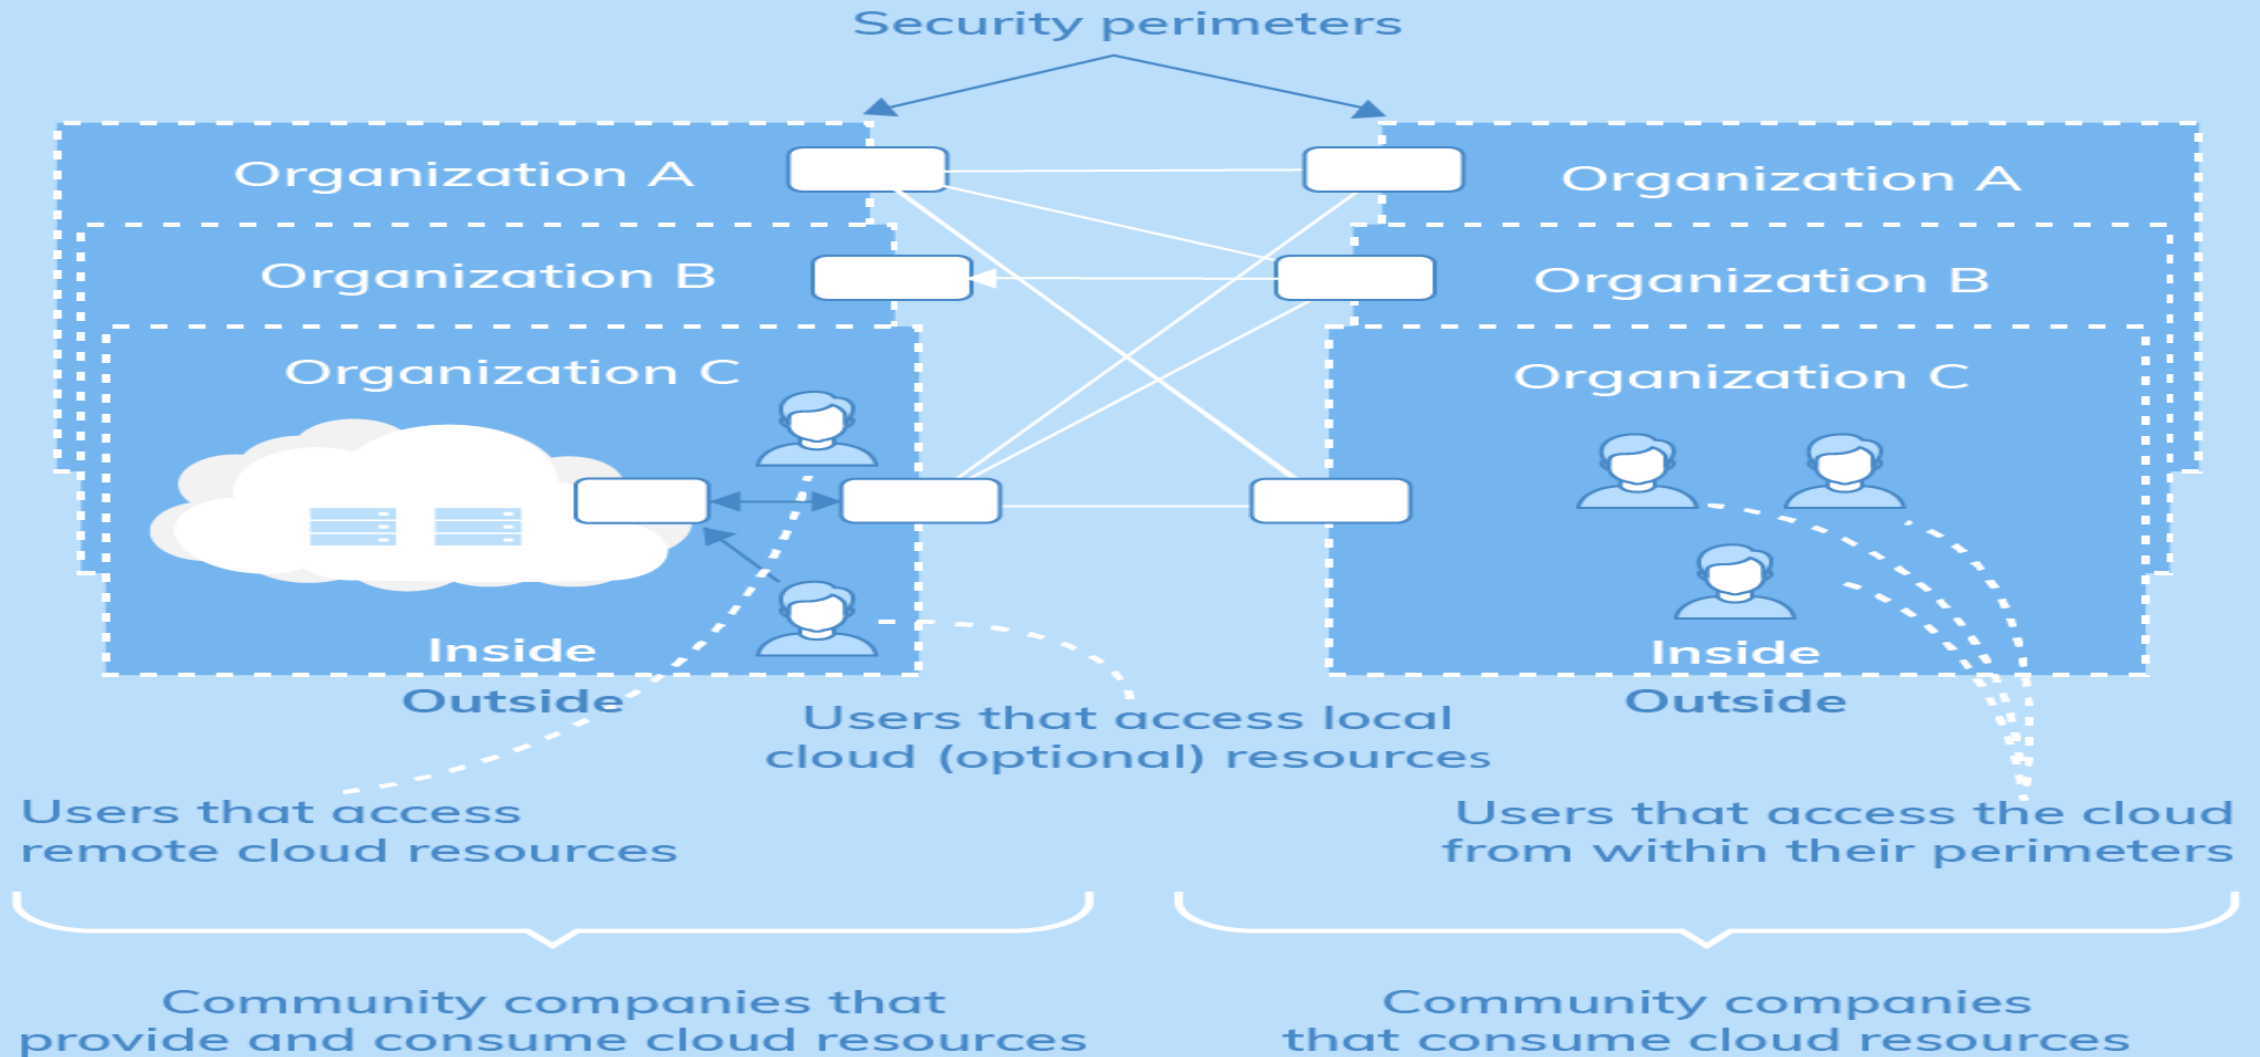 Security perimeters
Organization A
Organization B
Organization C
Inside
Outside
Organization A
Organization B
Organization C
Inside
Outside
Users that access local
cloud (optional) resources
Users that access
remote cloud resources
Users that access the cloud
from within their perimeters
Community companies that
provide and consume cloud resources
Community companies
that consume cloud resources